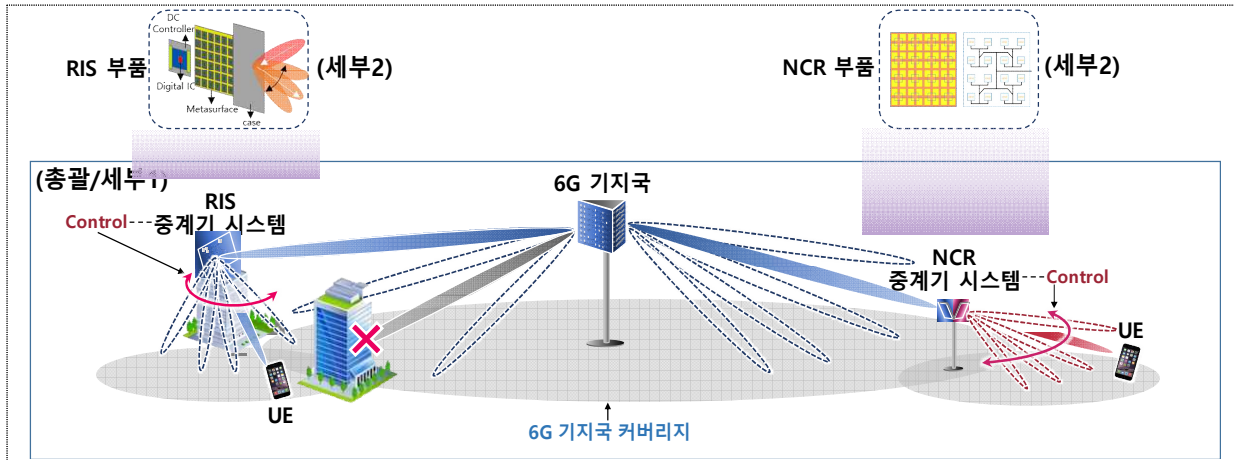 DC
Controller
RIS 부품
(세부2)
Digital IC
Metasurface
case
NCR 부품
(세부2)
(총괄/세부1)
6G 기지국
RIS
Control
중계기 시스템
NCR
중계기 시스템
Control
UE
UE
6G 기지국 커버리지